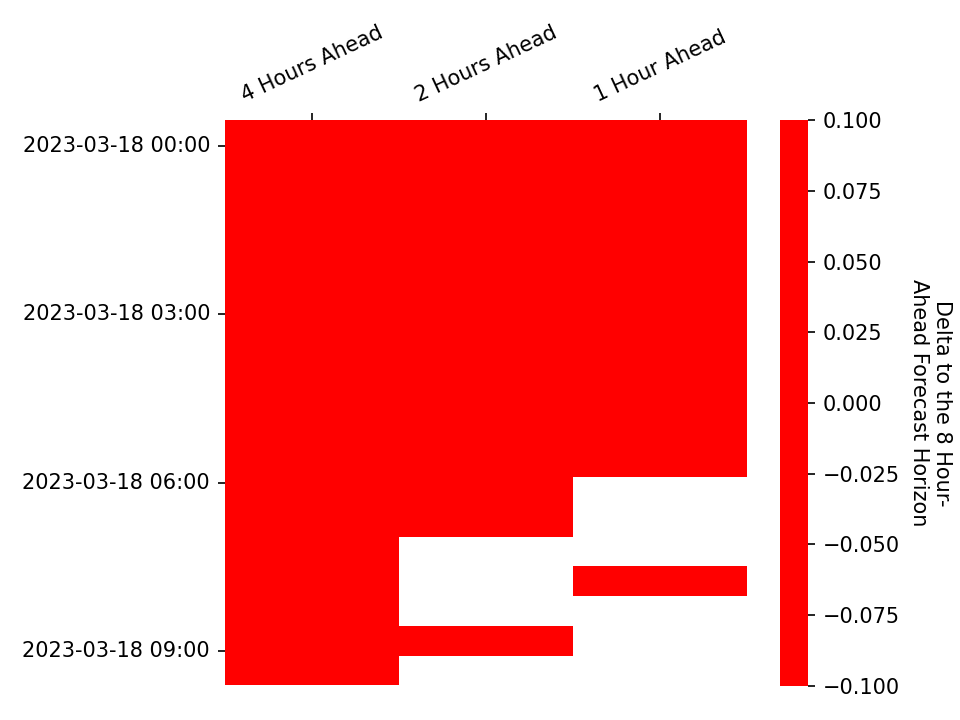 4 Hours Ahead
2 Hours Ahead
1 Hour Ahead
2023-03-18 00:00
2023-03-18 03:00
2023-03-18 06:00
2023-03-18 09:00
0.100
0.075
0.050
0.025
0.000
−0.025
−0.050
−0.075
−0.100
Delta to the 8 Hour-
Ahead Forecast Horizon